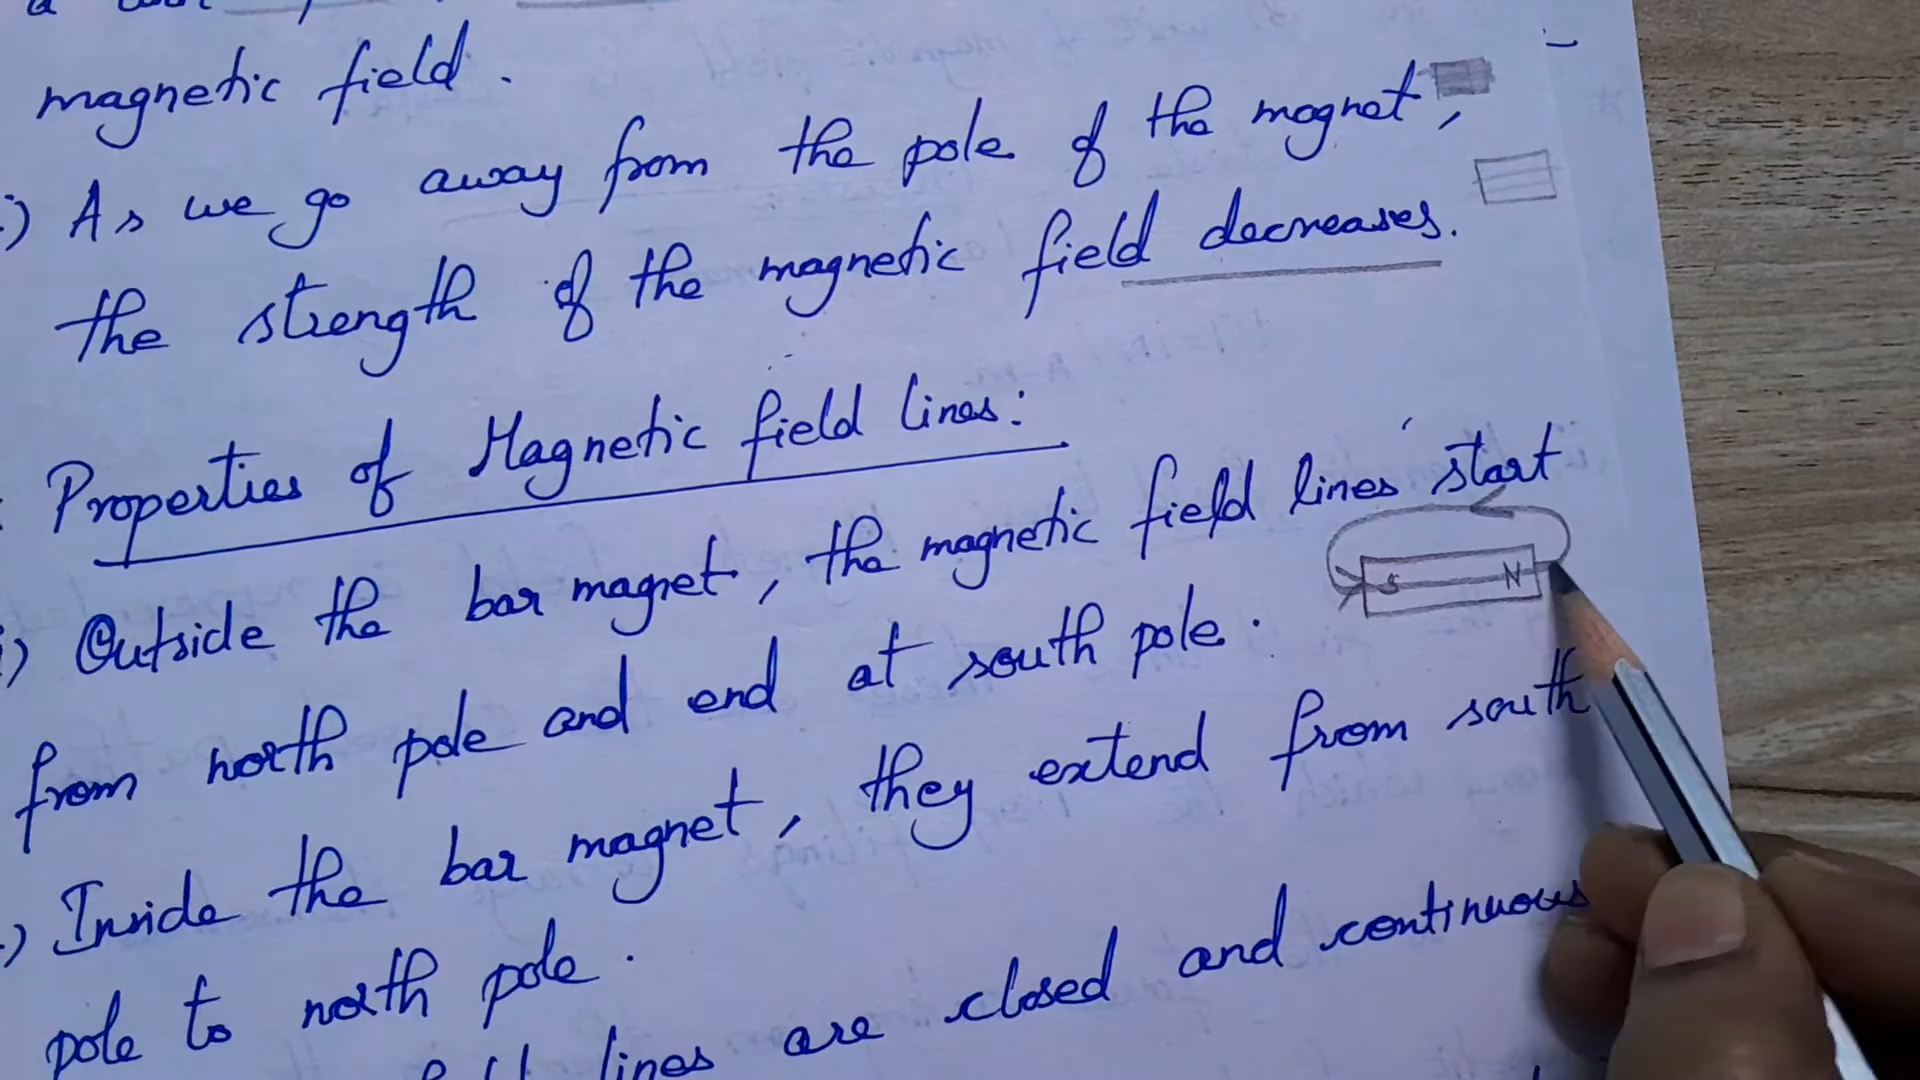 magnetic field.
:) As we go away from the pole of the magnet,
the strength of the magnetic field decreases.
Properties of Magnetic field lines:
i) Outside the bar magnet, the magnetic field lines start
S N
from north pole and end at south pole.
.) Inside the bar magnet, they extend from south
pole to north pole.
lines are closed and continuous